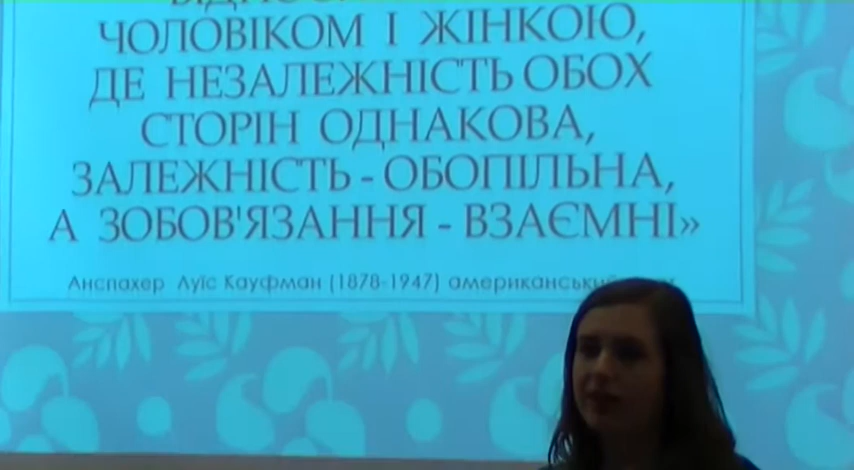 ЧОЛОВІКОМ І ЖІНКОЮ,
ДЕ НЕЗАЛЕЖНІСТЬ ОБОХ
СТОРІН ОДНАКОВА,
ЗАЛЕЖНІСТЬ - ОБОПІЛЬНА,
А ЗОБОВ'ЯЗАННЯ - ВЗАЄМНІ»
Анспахер Луїс Кауфман (1878-1947)